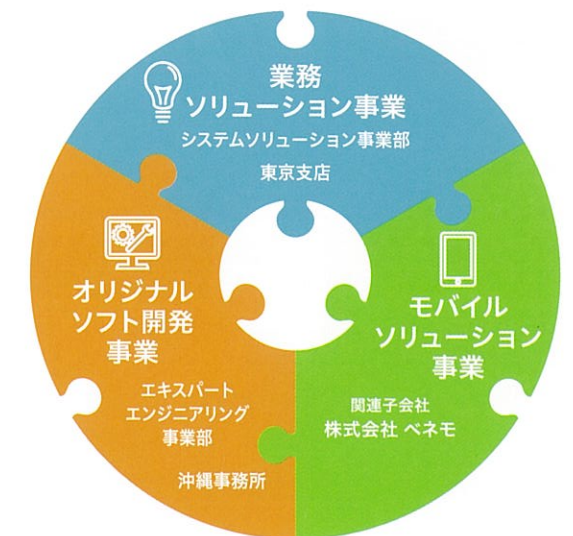 業務
ソリューション事業
システムソリューション事業部
東京支店
オリジナル
ソフト開発
事業
エキスパート
エンジニアリング
事業部
沖縄事務所
モバイル
ソリューション
事業
関連子会社
株式会社 ベネモ